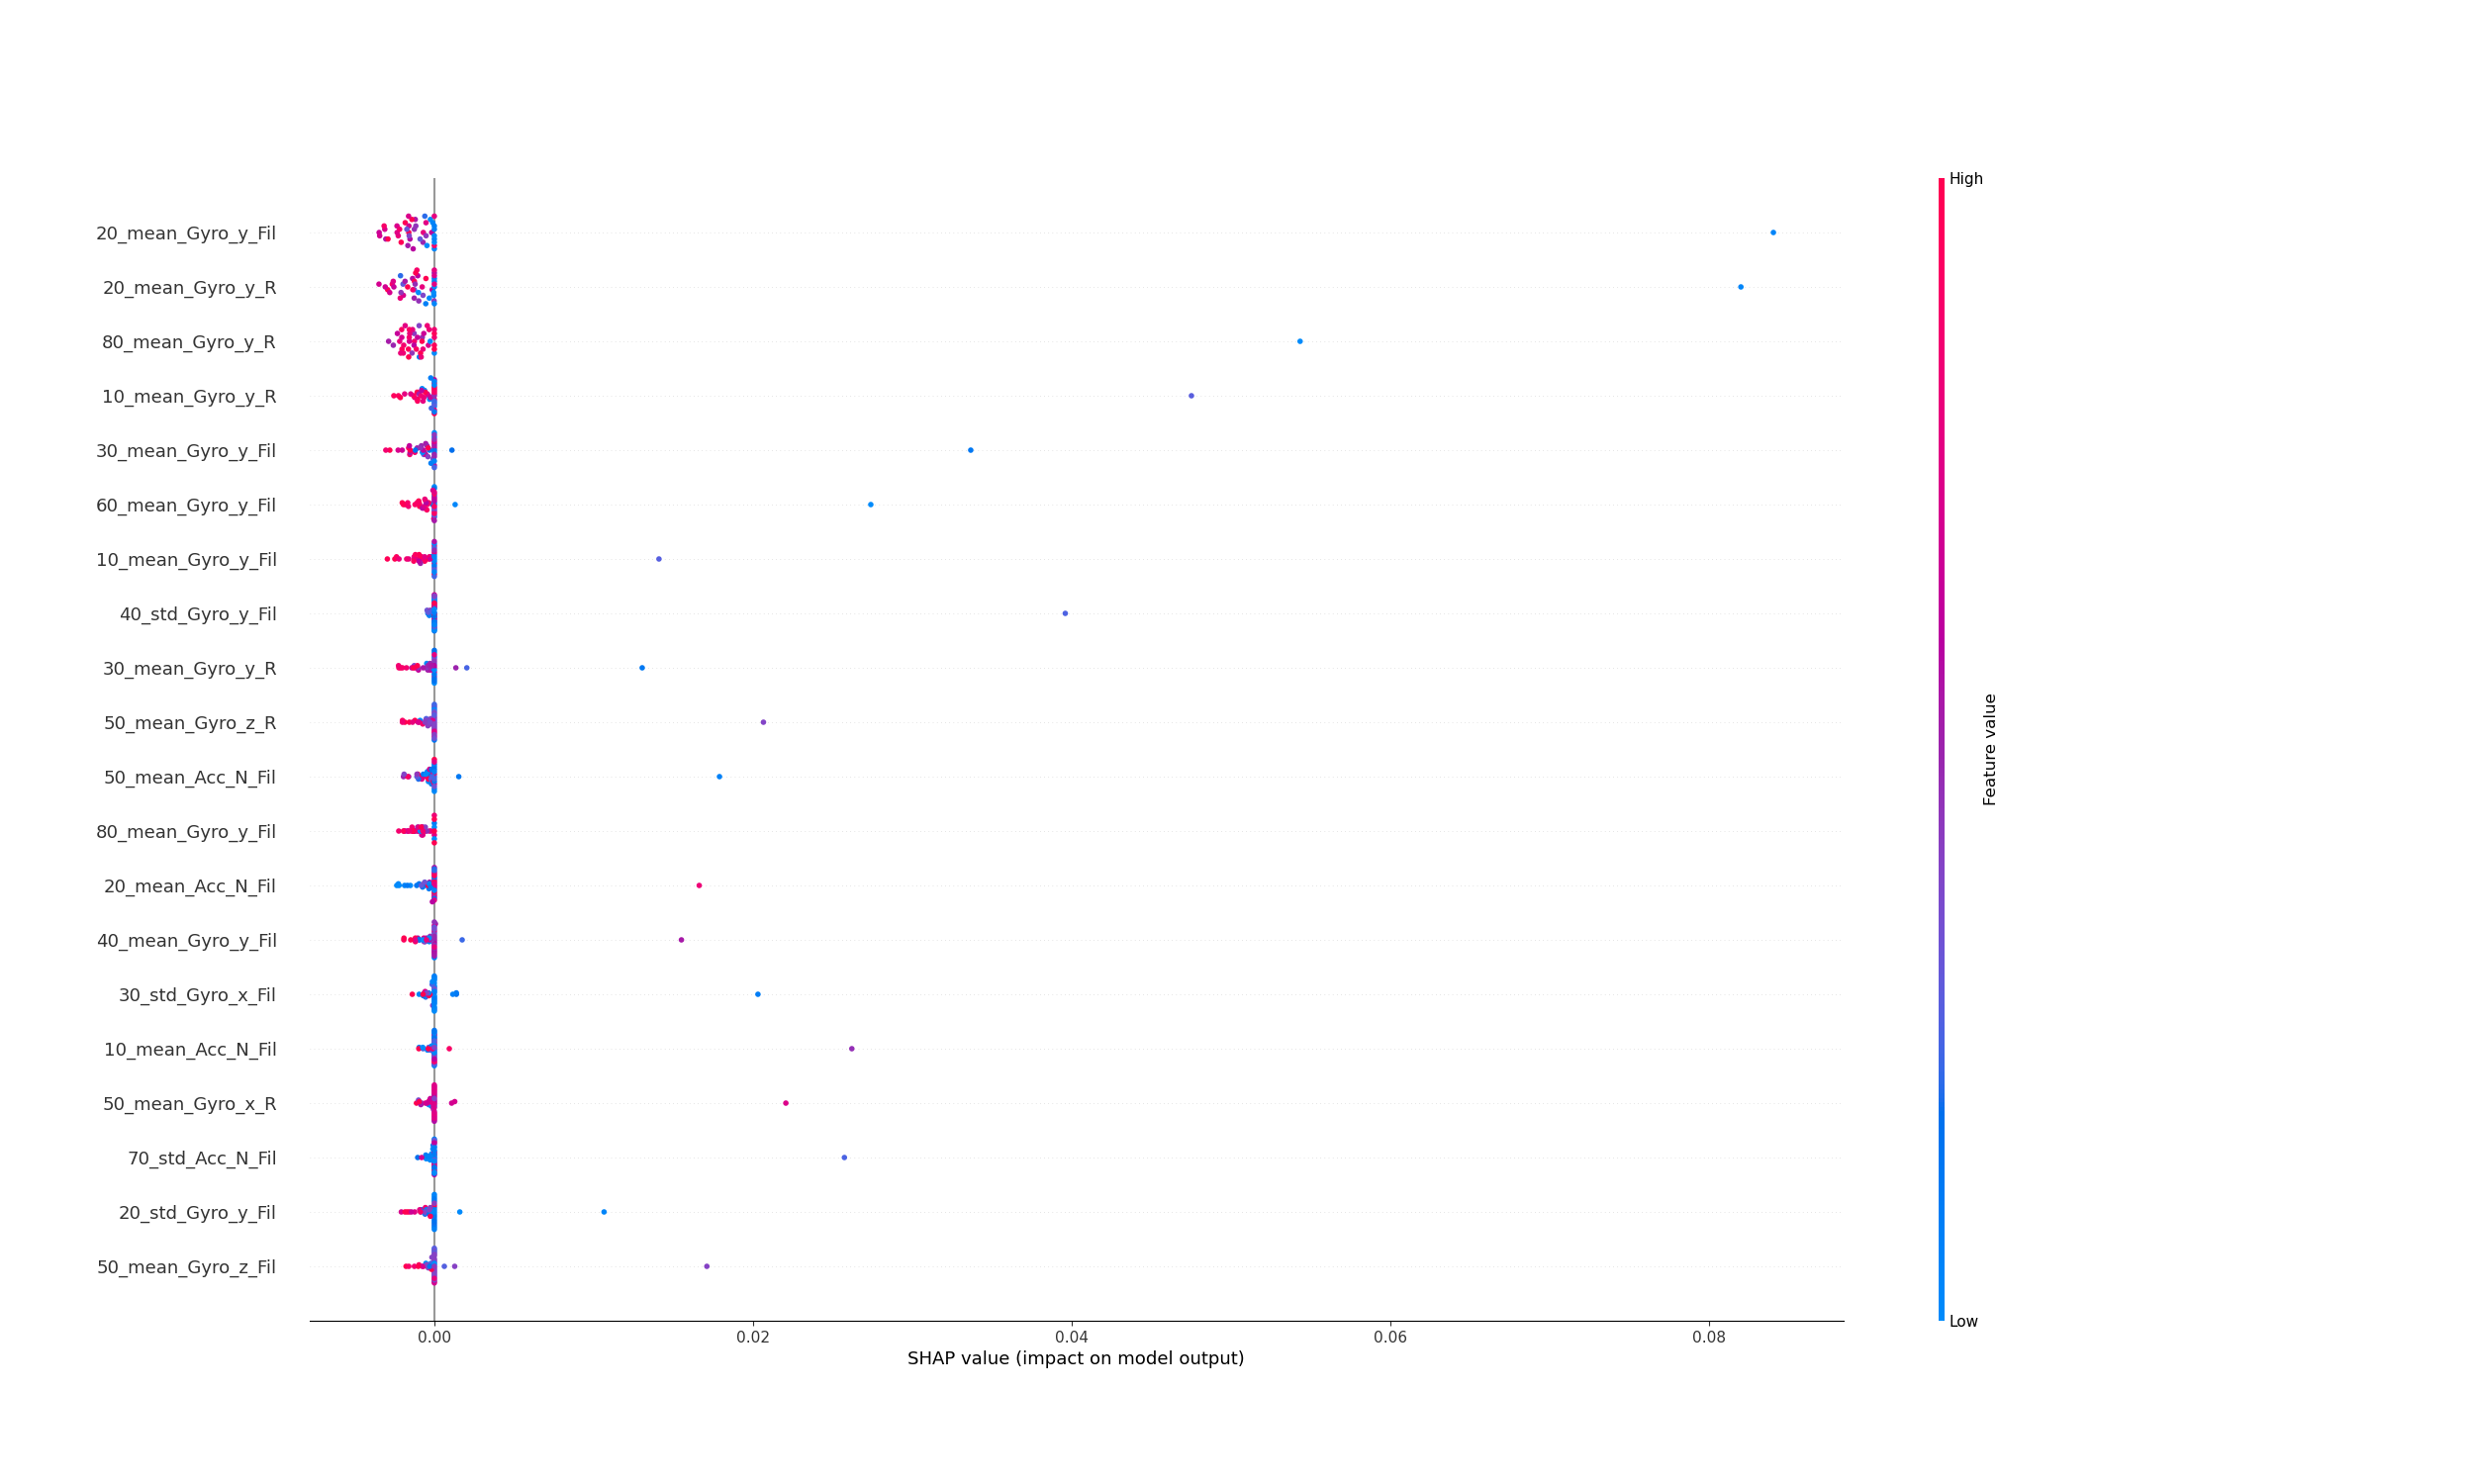 High
20_mean_Gyro_y_Fil
20_mean_Gyro_y_R
80_mean_Gyro_y_R
10_mean_Gyro_y_R
30_mean_Gyro_y_Fil
60_mean_Gyro_y_Fil
10_mean_Gyro_y_Fil
40_std_Gyro_y_Fil
30_mean_Gyro_y_R
50_mean_Gyro_z_R
50_mean_Acc_N_Fil
80_mean_Gyro_y_Fil
20_mean_Acc_N_Fil
40_mean_Gyro_y_Fil
30_std_Gyro_x_Fil
10_mean_Acc_N_Fil
50_mean_Gyro_x_R
70_std_Acc_N_Fil
20_std_Gyro_y_Fil
50_mean_Gyro_z_Fil
Feature value
Low
0.00 0.02 0.04 0.06 0.08
SHAP value (impact on model output)